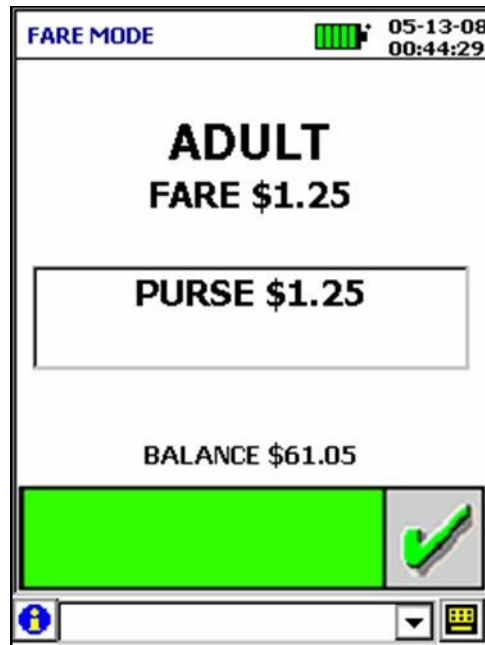 FARE MODE
05-13-08
00:44:29
ADULT
FARE $1.25
PURSE $1.25
BALANCE $61.05